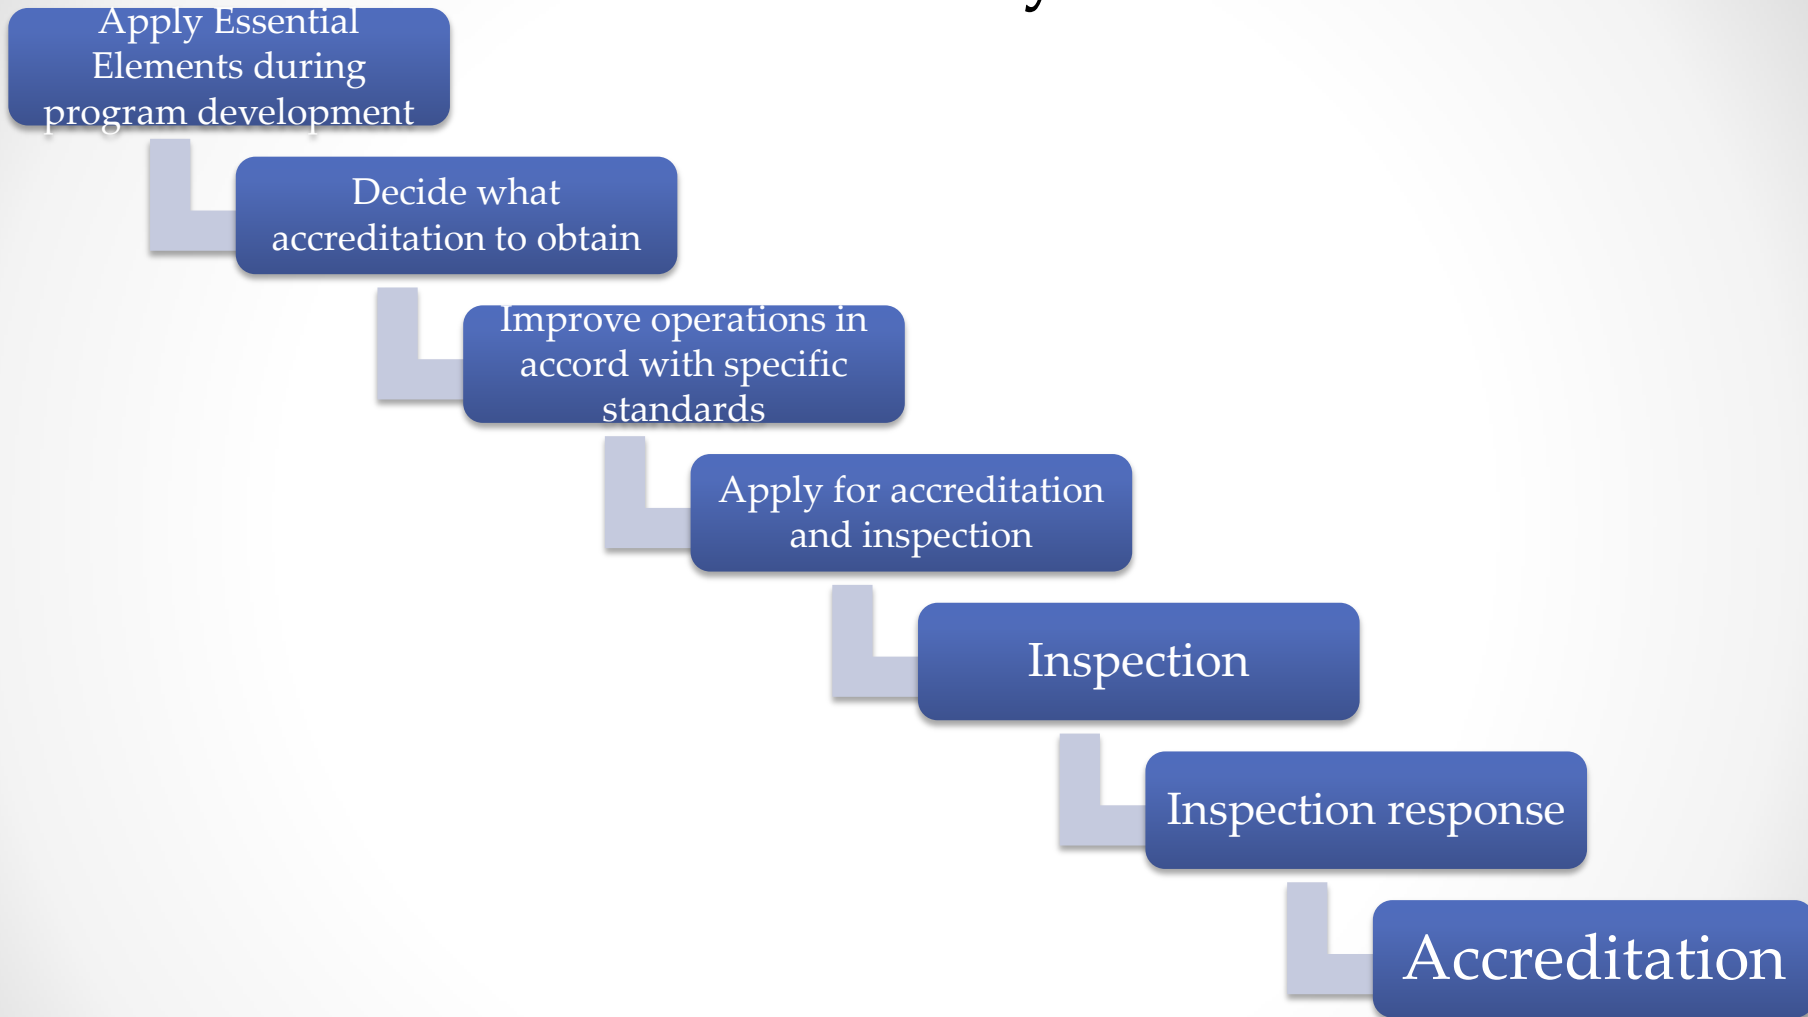 Apply Essential
Elements during
program development
Decide what
accreditation to obtain
Improve operations in
accord with specific
standards
Apply for accreditation
and inspection
Inspection
Inspection response
Accreditation